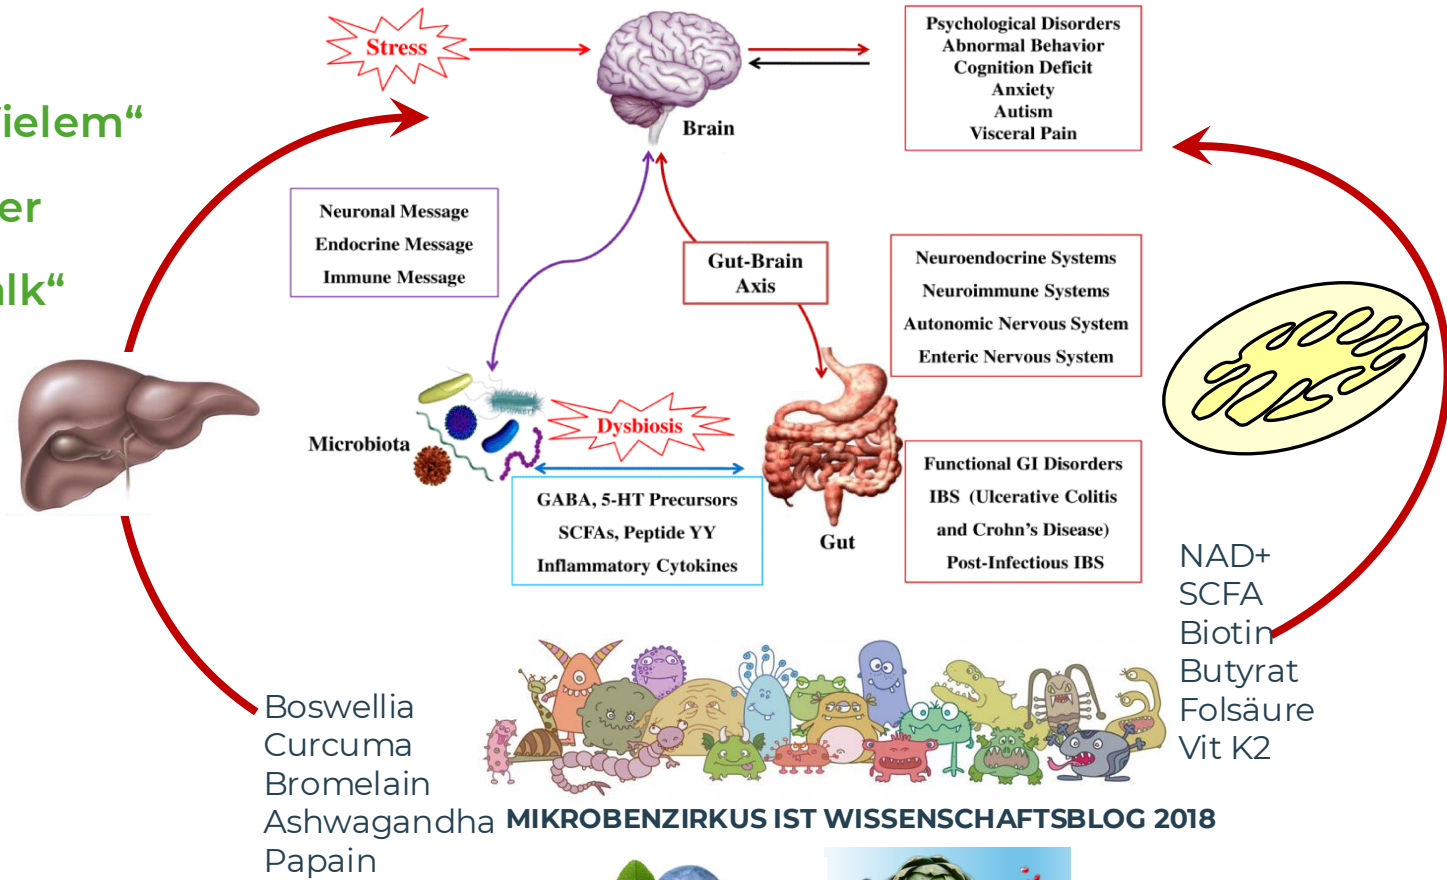 Stress
Brain
Psychological Disorders
Abnormal Behavior
Cognition Deficit
Anxiety
Autism
Visceral Pain
ielem“
er
lk“
Neuronal Message
Endocrine Message
Immune Message
Gut-Brain
Axis
Neuroendocrine Systems
Neuroimmune Systems
Autonomic Nervous System
Enteric Nervous System
Microbiota
Dysbiosis
GABA, 5-HT Precursors
SCFAs, Peptide YY
Inflammatory Cytokines
Gut
Functional GI Disorders
IBS (Ulcerative Colitis
and Crohn's Disease)
Post-Infectious IBS
NAD+
SCFA
Biotin
Butyrat
Folsäure
Vit K2
Boswellia
Curcuma
Bromelain
Ashwagandha
Papain
MIKROBENZIRKUS IST WISSENSCHAFTSBLOG 2018